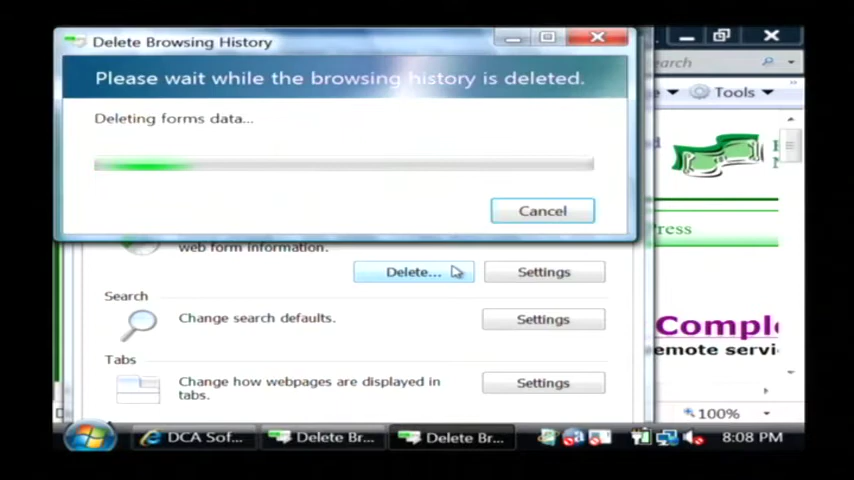 Delete Browsing History
Please wait while the browsing history is deleted.
Deleting forms data...
Cancel
earch
Tools
ress
web form information.
Delete...
Settings
Search
Change search defaults.
Settings
Comple
emote servi
Tabs
Change how webpages are displayed in
tabs.
Settings
100%
DCA Sof...
Delete Br...
Delete Br...
8:08 PM